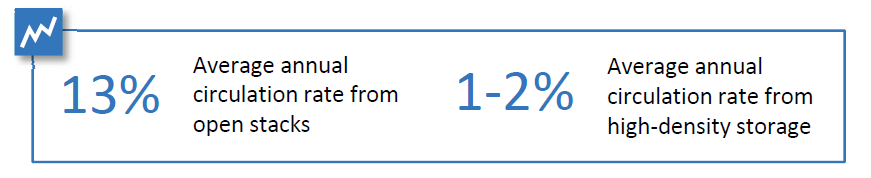 13%
Average annual
circulation rate from
open stacks
1-2%
Average annual
circulation rate from
high-density storage